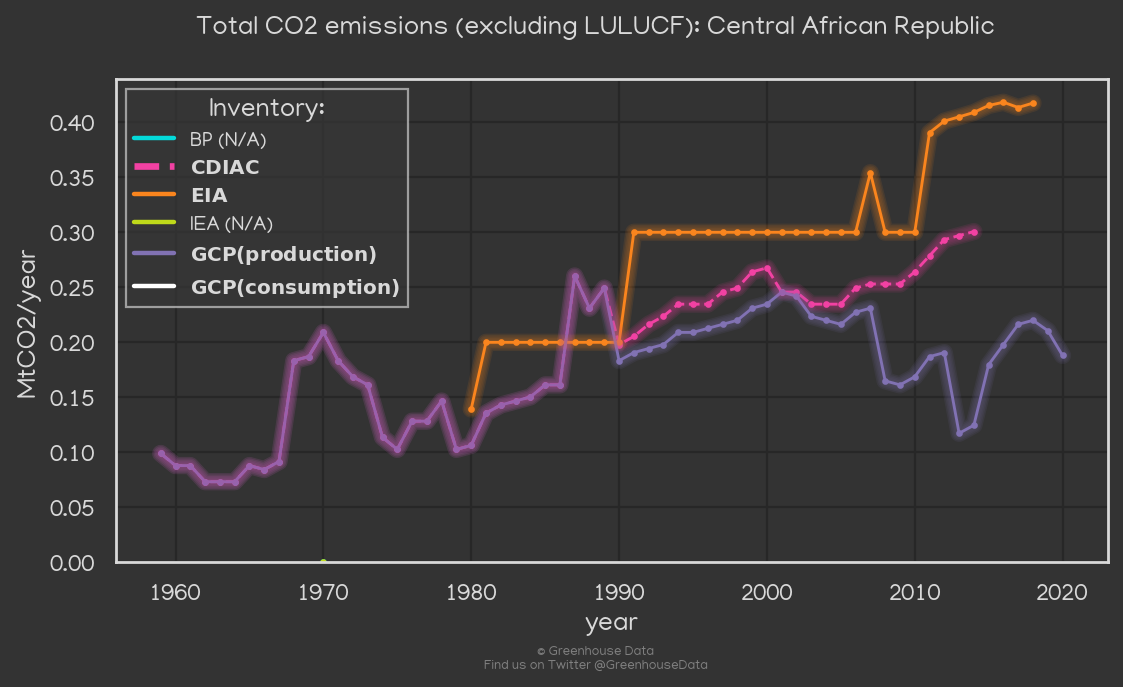 Total CO2 emissions (excluding LULUCF): Central African Republic
Inventory:
BP (N/A)
CDIAC
EIA
IEA (N/A)
GCP(production)
GCP(consumption)
MtCO2/year
0.40
0.35
0.30
0.25
0.20
0.15
0.10
0.05
0.00
1960 1970 1980 1990 2000 2010 2020
year
© Greenhouse Data
Find us on Twitter @GreenhouseData